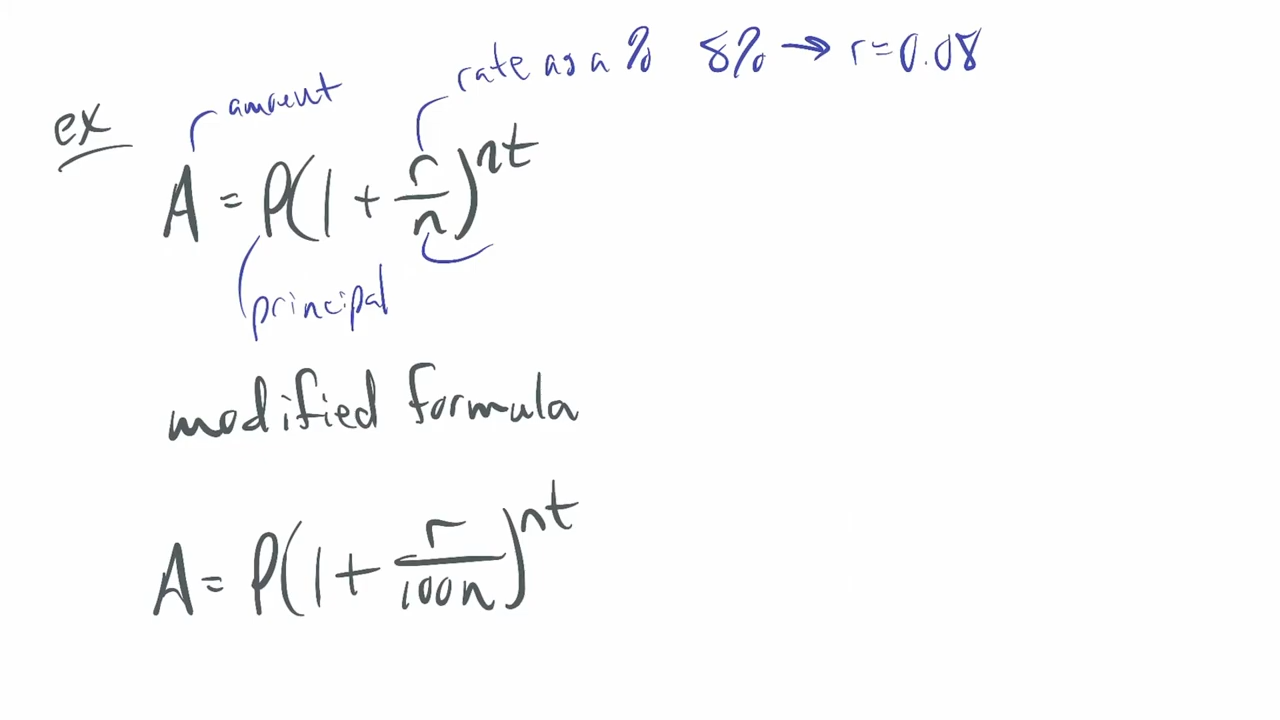 rate as a % 8% → r=0.08
amount
ex
A = P(1 + r/n)^nt
principal
modified formula
A = P(1 + r/100n)^nt